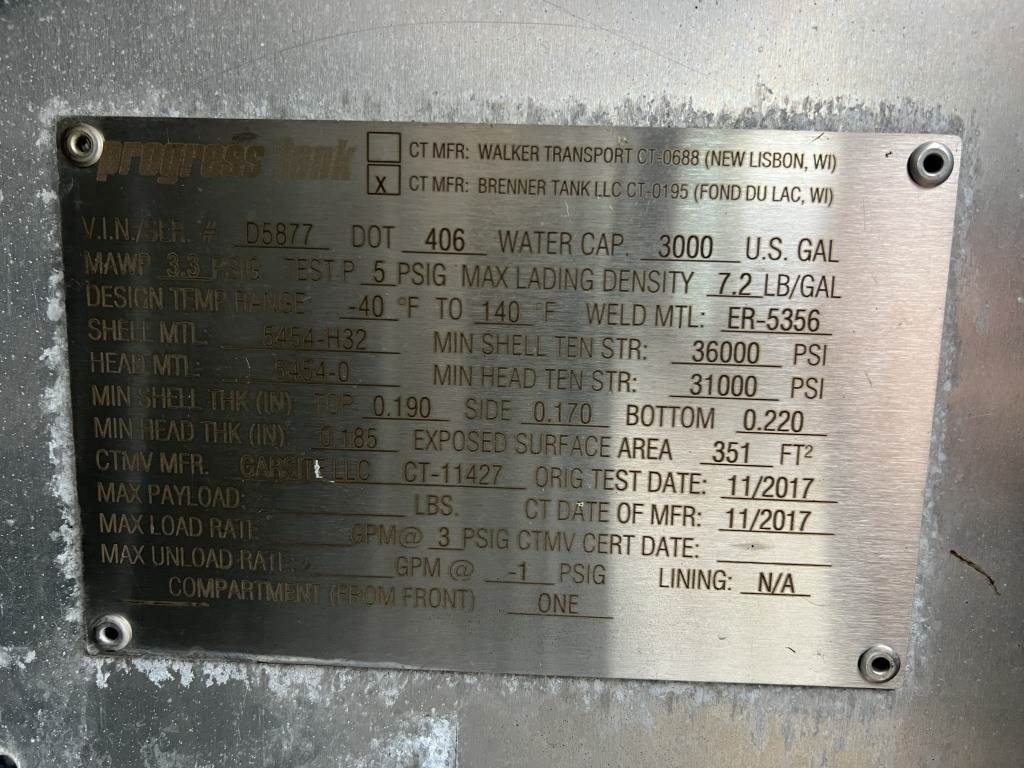 progress tank
CT MFR: WALKER TRANSPORT CT-0688 (NEW LISBON, WI)
X CT MFR: BRENNER TANK LLC CT-0195 (FOND DU LAC, WI)
V.I.N./SER. # D5877 DOT 406 WATER CAP. 3000 U.S. GAL
MAWP 3.3 PSIG TEST P 5 PSIG MAX LADING DENSITY 7.2 LB/GAL
DESIGN TEMP RANGE -40 °F TO 140 °F WELD MTL: ER-5356
SHELL MTL: 5454-H32 MIN SHELL TEN STR: 36000 PSI
HEAD MTL: 5454-0 MIN HEAD TEN STR: 31000 PSI
MIN SHELL THK (IN) TOP 0.190 SIDE 0.170 BOTTOM 0.220
MIN HEAD THK (IN) 0.185 EXPOSED SURFACE AREA 351 FT²
CTMV MFR. GARSITE LLC CT-11427 ORIG TEST DATE: 11/2017
MAX PAYLOAD: LBS. CT DATE OF MFR: 11/2017
MAX LOAD RATE GPM@ 3 PSIG CTMV CERT DATE:
MAX UNLOAD RATE: GPM @ -1 PSIG LINING: N/A
COMPARTMENT (FROM FRONT) ONE